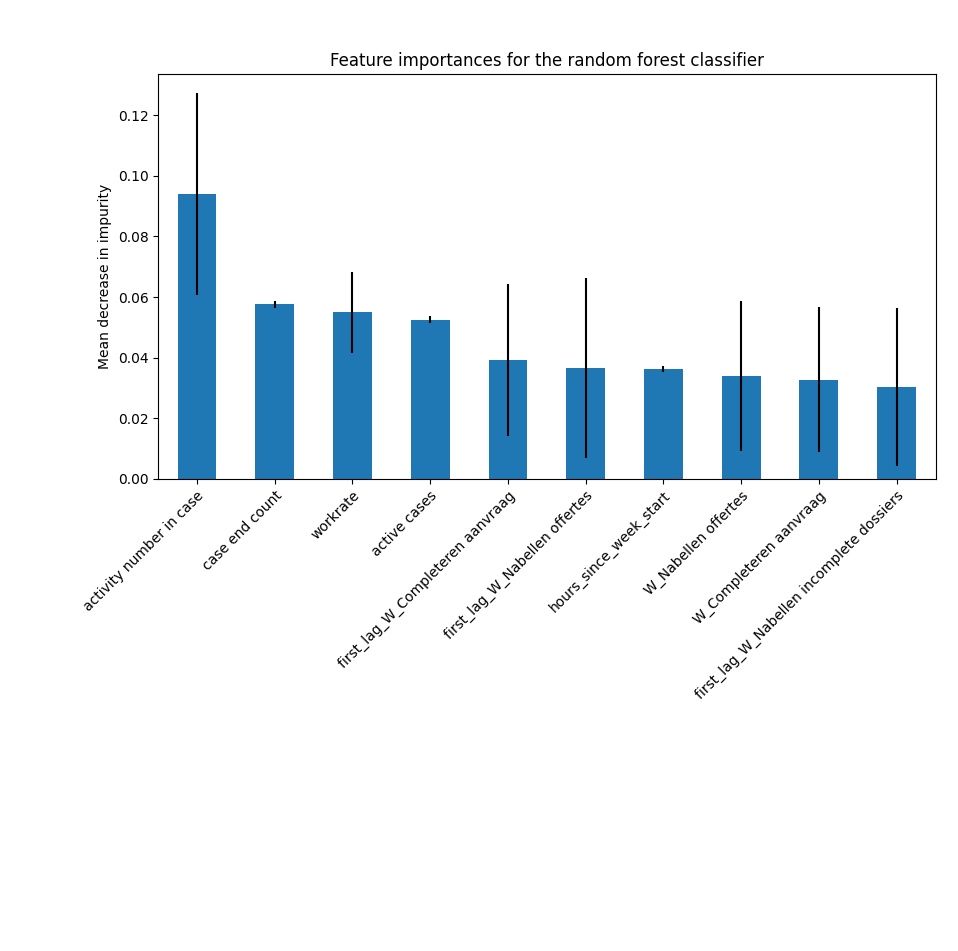 Feature importances for the random forest classifier
Mean decrease in impurity
0.12
0.10
0.08
0.06
0.04
0.02
0.00
activity number in case
case end count
workrate
active cases
first_lag_W_Completeren aanvraag
first_lag_W_Nabellen offertes
hours_since_week_start
W_Nabellen offertes
W_Completeren aanvraag
first_lag_W_Nabellen incomplete dossiers